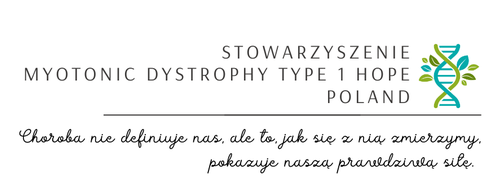 STOWARZYSZENIE
MYOTONIC DYSTROPHY TYPE 1 HOPE
POLAND
Choroba nie definiuje nas, ale to, jak się z nią zmierzymy,
pokazuje naszą prawdziwą siłę.